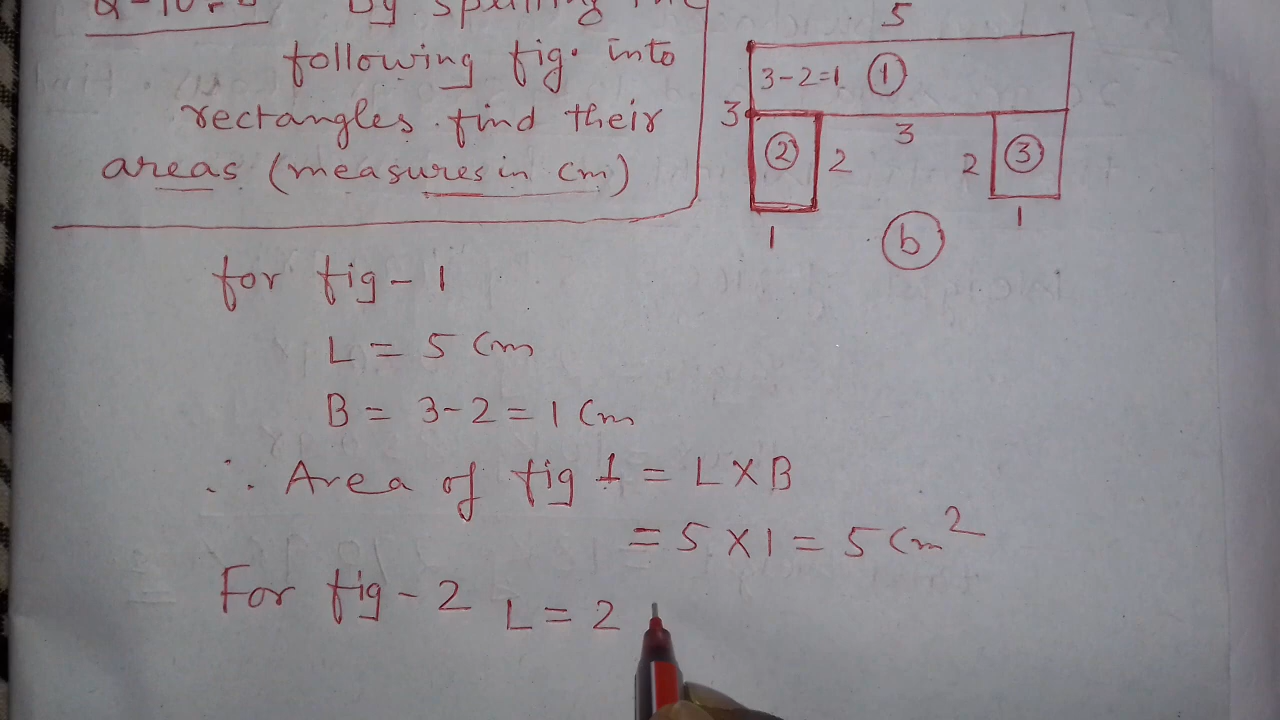 following fig. into
rectangles find their
areas (measures in cm)
5
3-2=1 1
3
2
2
3
2
3
1
1
b
for fig-1
L = 5 Cm
B = 3-2 = 1 Cm
∴ Area of fig 1 = L X B
= 5 X 1 = 5 Cm²
For fig-2 L = 2